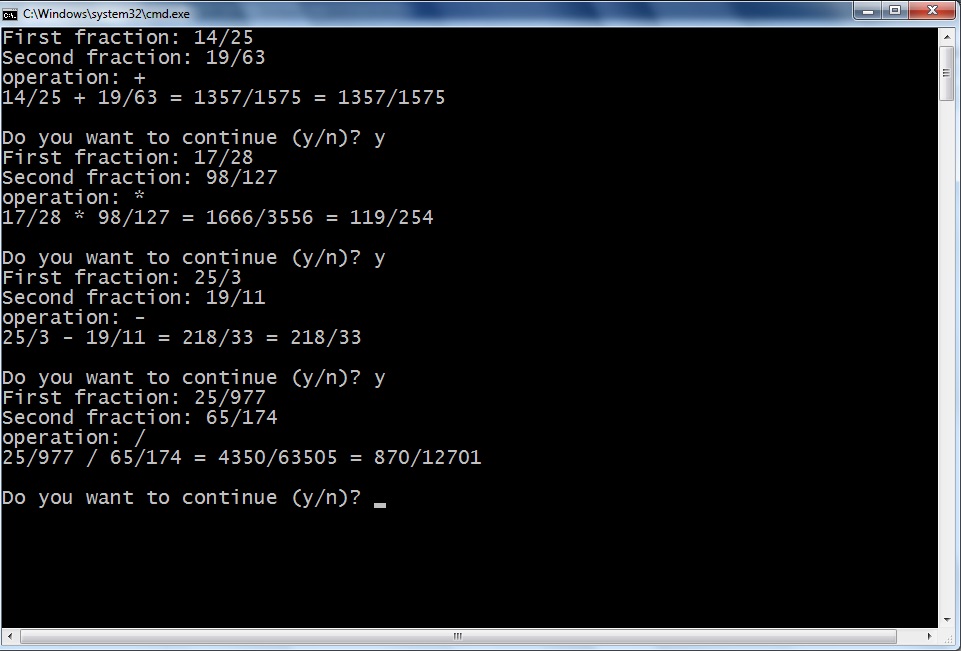 C:\Windows\system32\cmd.exe
First fraction: 14/25
Second fraction: 19/63
operation: +
14/25 + 19/63 = 1357/1575 = 1357/1575
Do you want to continue (y/n)? y
First fraction: 17/28
Second fraction: 98/127
operation: *
17/28 * 98/127 = 1666/3556 = 119/254
Do you want to continue (y/n)? y
First fraction: 25/3
Second fraction: 19/11
operation: -
25/3 - 19/11 = 218/33 = 218/33
Do you want to continue (y/n)? y
First fraction: 25/977
Second fraction: 65/174
operation: /
25/977 / 65/174 = 4350/63505 = 870/12701
Do you want to continue (y/n)?